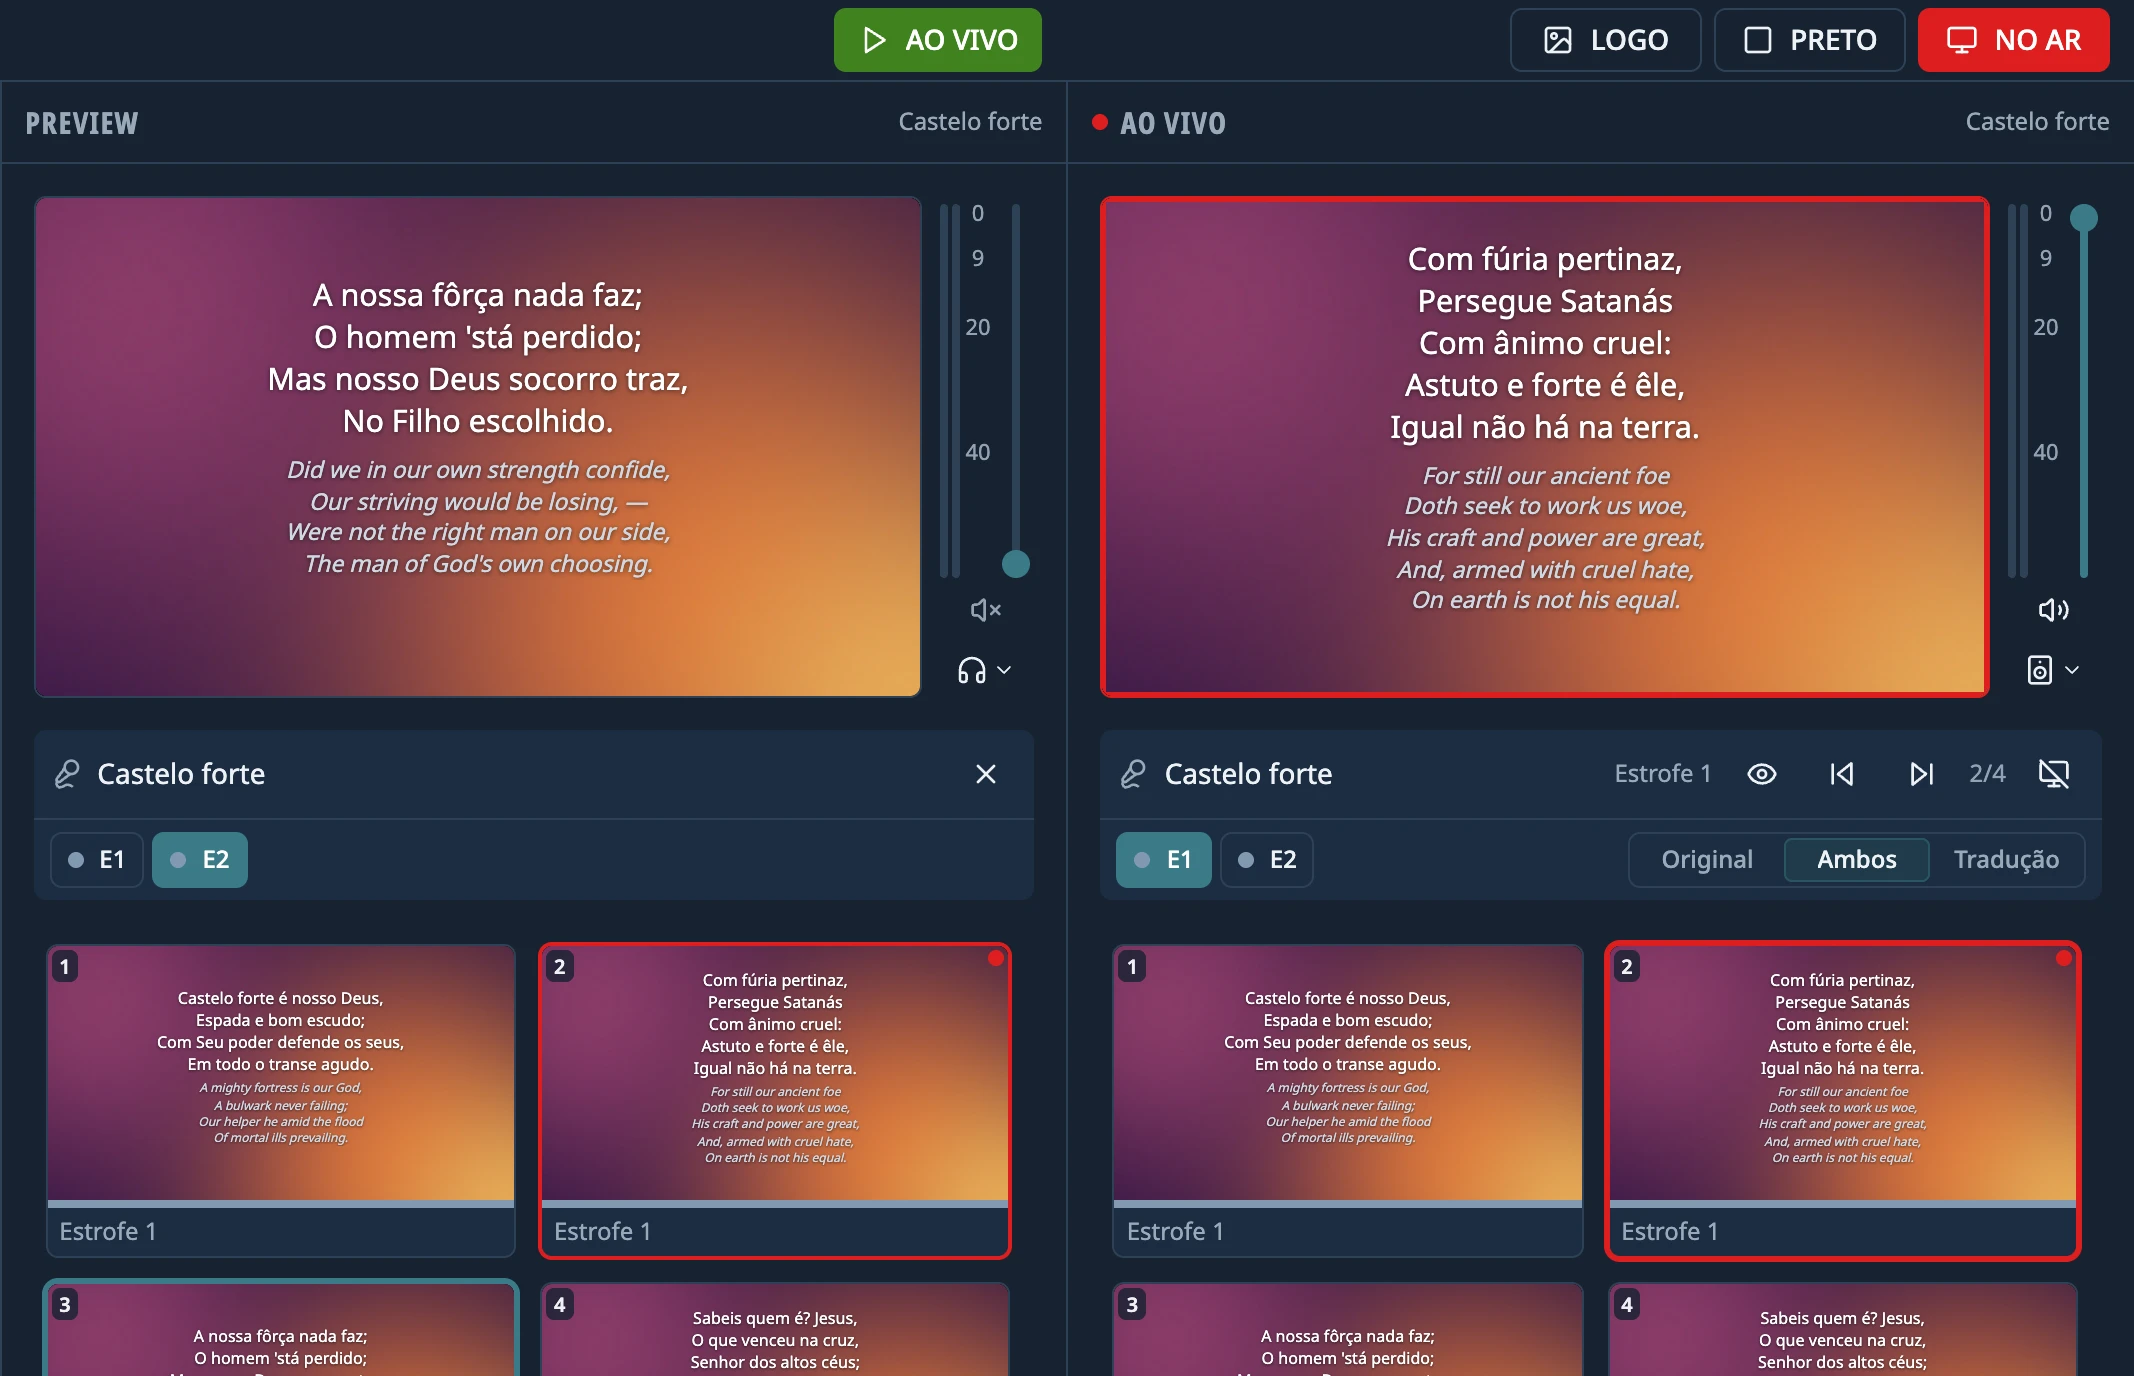 AO VIVO
LOGO
PRETO
NO AR
PREVIEW
Castelo forte
AO VIVO
Castelo forte
A nossa fôrça nada faz;
O homem 'stá perdido;
Mas nosso Deus socorro traz,
No Filho escolhido.
Did we in our own strength confide,
Our striving would be losing, —
Were not the right man on our side,
The man of God's own choosing.
0
9
20
40
Com fúria pertinaz,
Persegue Satanás
Com ânimo cruel:
Astuto e forte é êle,
Igual não há na terra.
For still our ancient foe
Doth seek to work us woe,
His craft and power are great,
And, armed with cruel hate,
On earth is not his equal.
0
9
20
40
Castelo forte
E1
E2
Castelo forte
Estrofe 1
2/4
E1
E2
Original
Ambos
Tradução
1
Castelo forte é nosso Deus,
Espada e bom escudo;
Com Seu poder defende os seus,
Em todo o transe agudo.
A mighty fortress is our God,
A bulwark never failing;
Our helper he amid the flood
Of mortal ills prevailing.
Estrofe 1
2
Com fúria pertinaz,
Persegue Satanás
Com ânimo cruel:
Astuto e forte é êle,
Igual não há na terra.
For still our ancient foe
Doth seek to work us woe,
His craft and power are great,
And, armed with cruel hate,
On earth is not his equal.
Estrofe 1
1
Castelo forte é nosso Deus,
Espada e bom escudo;
Com Seu poder defende os seus,
Em todo o transe agudo.
A mighty fortress is our God,
A bulwark never failing;
Our helper he amid the flood
Of mortal ills prevailing.
Estrofe 1
2
Com fúria pertinaz,
Persegue Satanás
Com ânimo cruel:
Astuto e forte é êle,
Igual não há na terra.
For still our ancient foe
Doth seek to work us woe,
His craft and power are great,
And, armed with cruel hate,
On earth is not his equal.
Estrofe 1
3
A nossa fôrça nada faz;
O homem 'stá perdido;
4
Sabeis quem é? Jesus,
O que venceu na cruz,
Senhor dos altos céus;
3
A nossa fôrça nada faz;
O homem 'stá perdido;
4
Sabeis quem é? Jesus,
O que venceu na cruz,
Senhor dos altos céus;